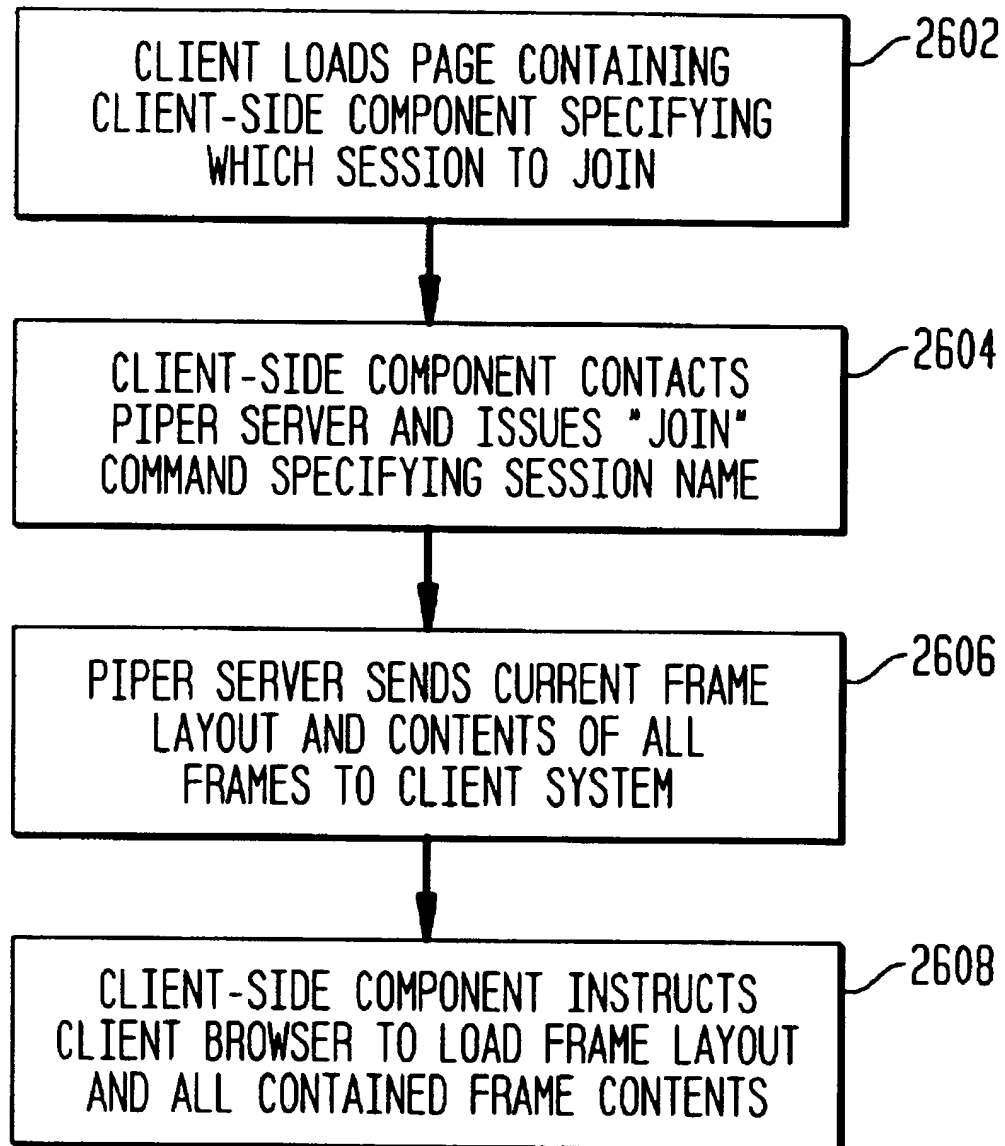 2602
CLIENT LOADS PAGE CONTAINING
CLIENT-SIDE COMPONENT SPECIFYING
WHICH SESSION TO JOIN
2604
CLIENT-SIDE COMPONENT CONTACTS
PIPER SERVER AND ISSUES "JOIN"
COMMAND SPECIFYING SESSION NAME
2606
PIPER SERVER SENDS CURRENT FRAME
LAYOUT AND CONTENTS OF ALL
FRAMES TO CLIENT SYSTEM
2608
CLIENT-SIDE COMPONENT INSTRUCTS
CLIENT BROWSER TO LOAD FRAME LAYOUT
AND ALL CONTAINED FRAME CONTENTS